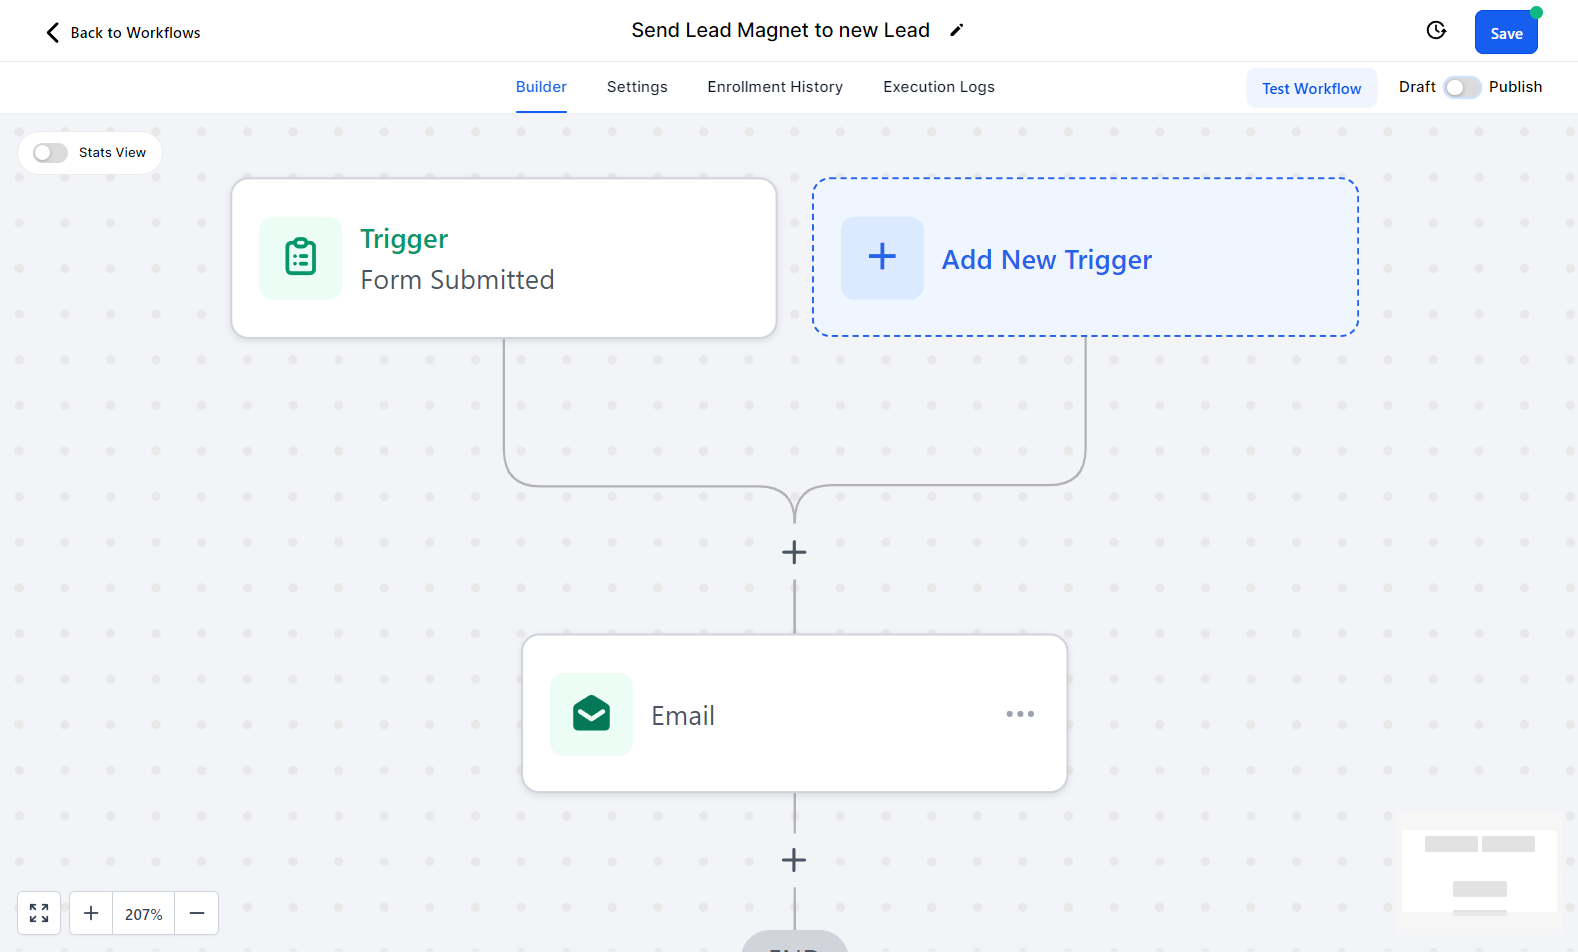 Back to Workflows
Send Lead Magnet to new Lead
Save
Builder
Settings
Enrollment History
Execution Logs
Test Workflow
Draft
Publish
Stats View
Trigger
Form Submitted
Add New Trigger
Email
207%
END